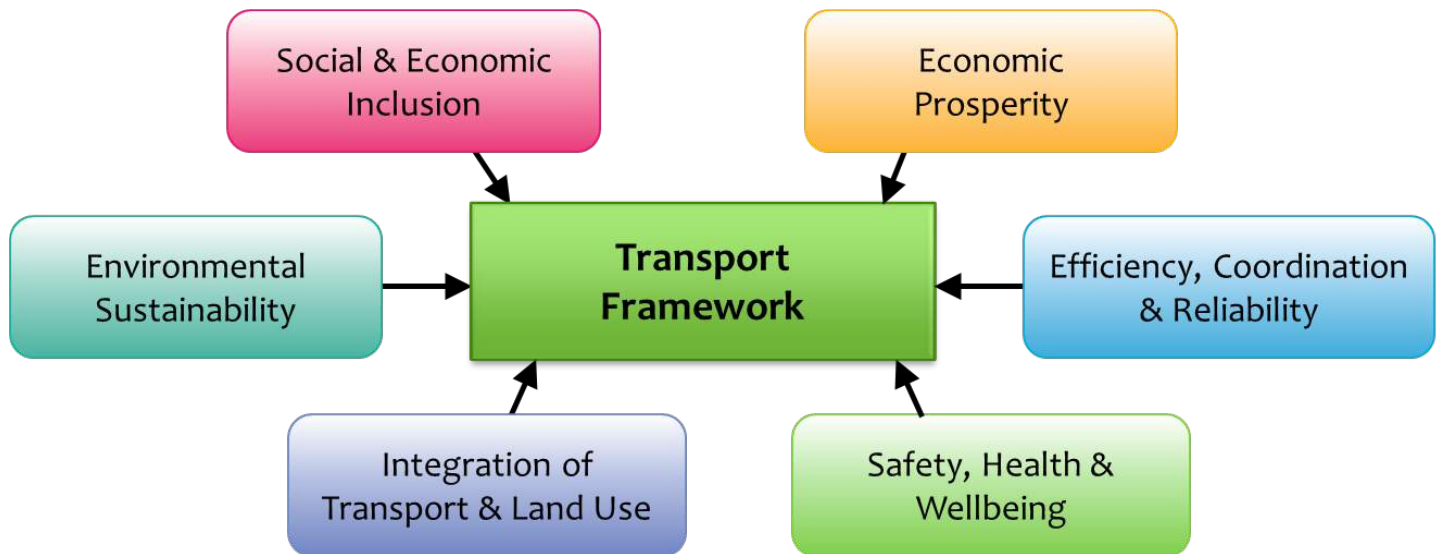 Social & Economic
Inclusion
Economic
Prosperity
Environmental
Sustainability
Transport
Framework
Efficiency, Coordination
& Reliability
Integration of
Transport & Land Use
Safety, Health &
Wellbeing